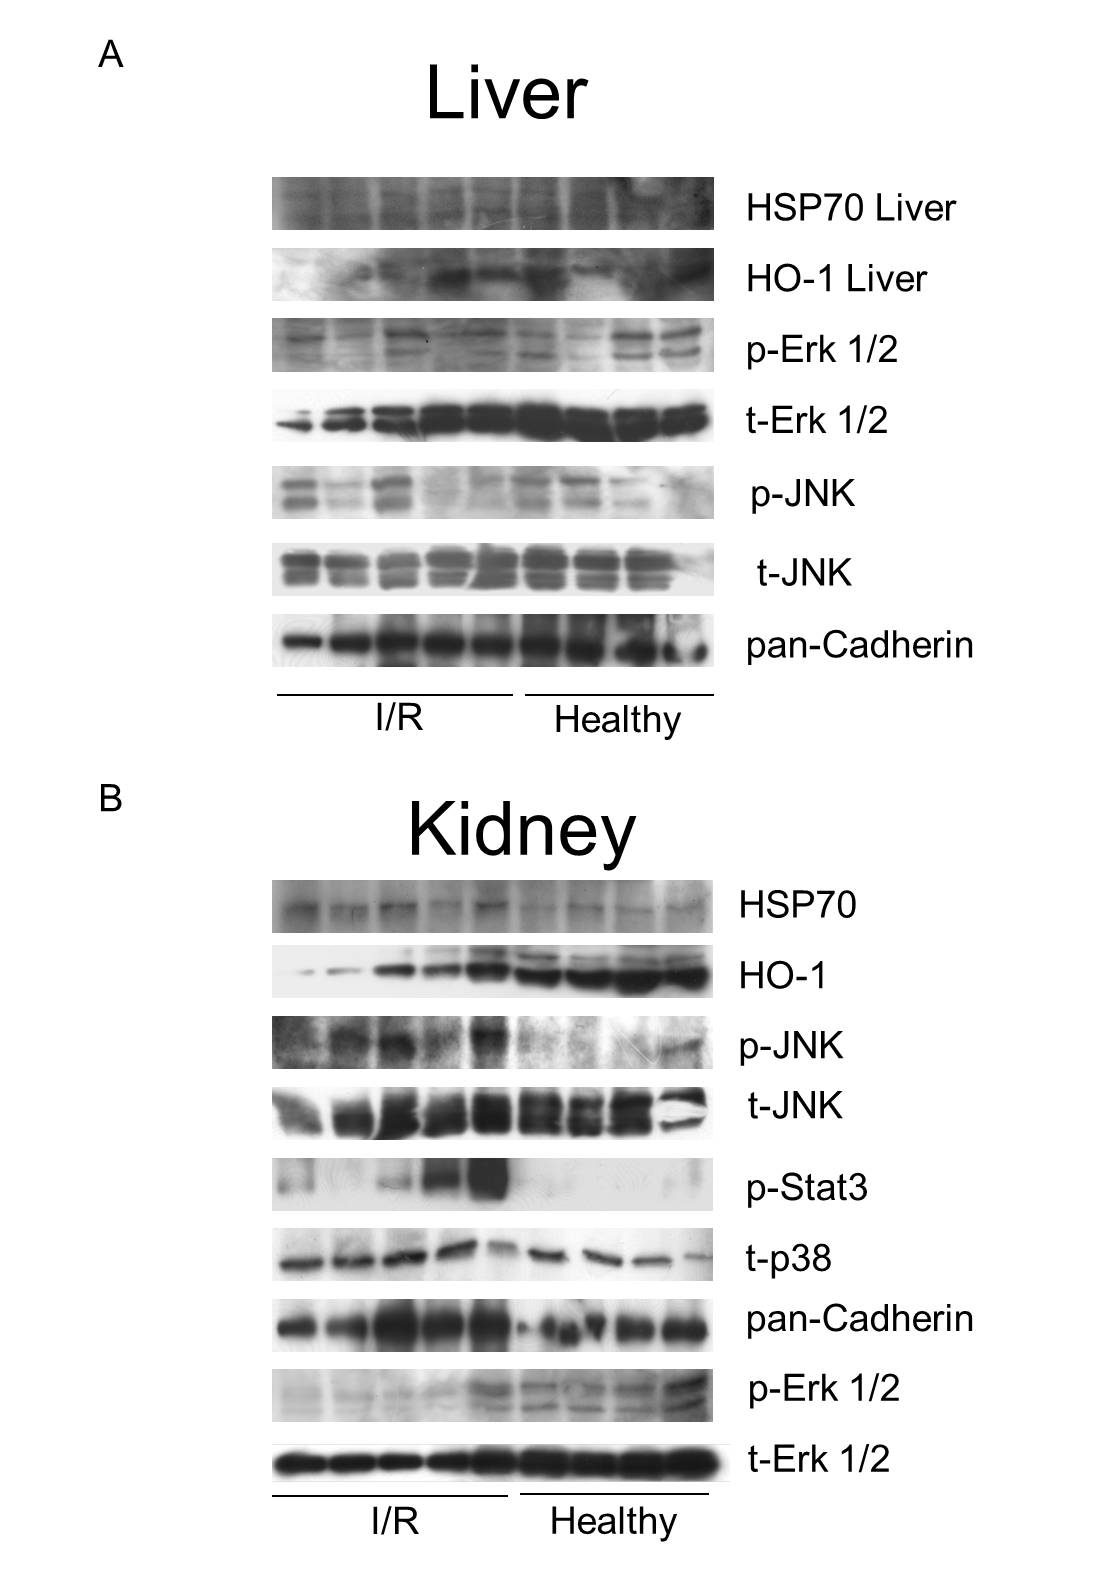 A
Liver
HSP70 Liver
HO-1 Liver
p-Erk 1/2
t-Erk 1/2
p-JNK
t-JNK
pan-Cadherin
I/R
Healthy
B
Kidney
HSP70
HO-1
p-JNK
t-JNK
p-Stat3
t-p38
pan-Cadherin
p-Erk 1/2
t-Erk 1/2
I/R
Healthy